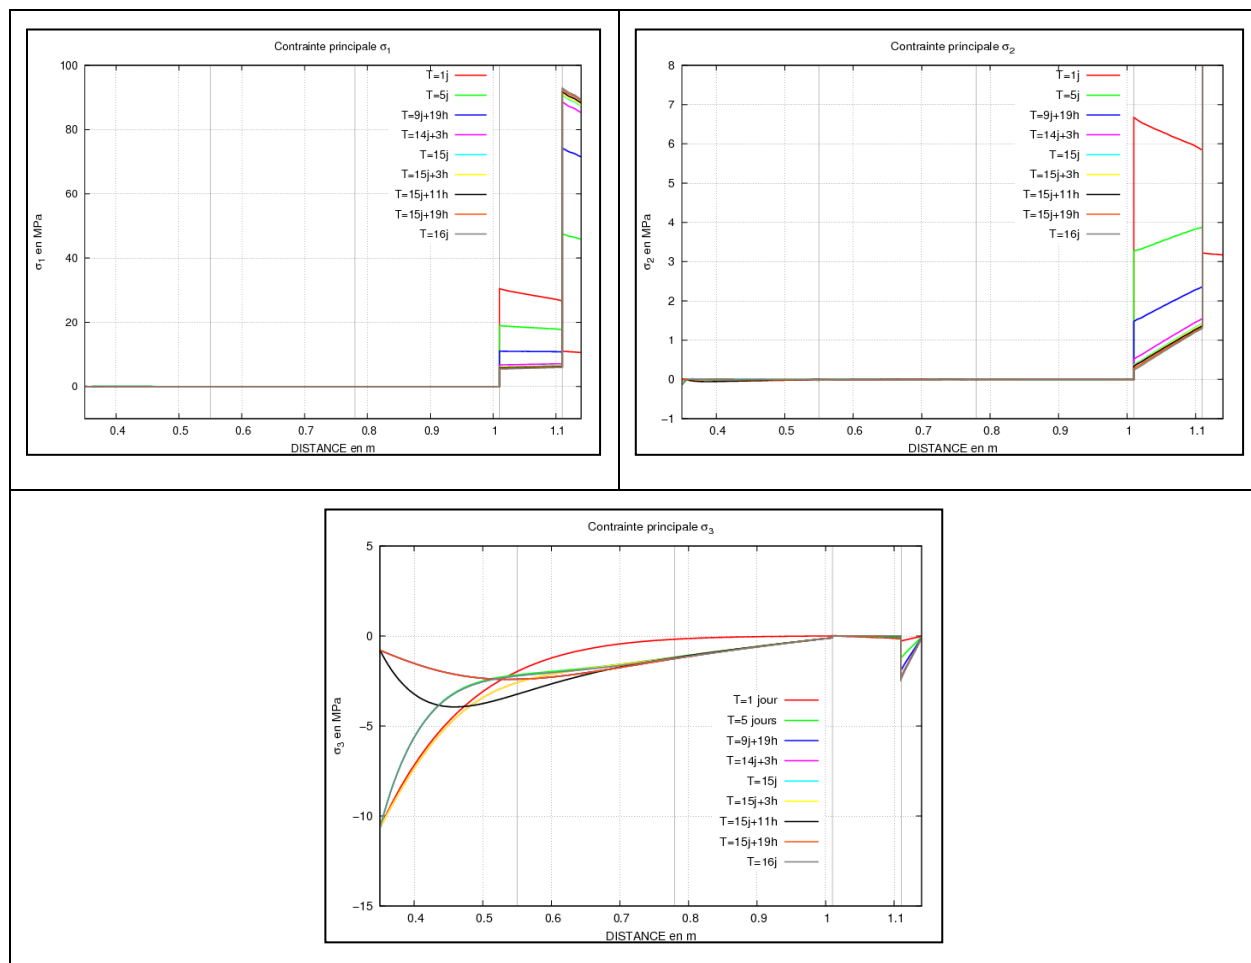 Contrainte principale σ1
σ1 en MPa
100
80
60
40
20
0
T=1j
T=5j
T=9j+19h
T=14j+3h
T=15j
T=15j+3h
T=15j+11h
T=15j+19h
T=16j
0.4 0.5 0.6 0.7 0.8 0.9 1 1.1
DISTANCE en m
Contrainte principale σ2
σ2 en MPa
8
7
6
5
4
3
2
1
0
−1
T=1j
T=5j
T=9j+19h
T=14j+3h
T=15j
T=15j+3h
T=15j+11h
T=15j+19h
T=16j
0.4 0.5 0.6 0.7 0.8 0.9 1 1.1
DISTANCE en m
Contrainte principale σ3
σ3 en MPa
5
0
−5
−10
−15
T=1 jour
T=5 jours
T=9j+19h
T=14j+3h
T=15j
T=15j+3h
T=15j+11h
T=15j+19h
T=16j
0.4 0.5 0.6 0.7 0.8 0.9 1 1.1
DISTANCE en m